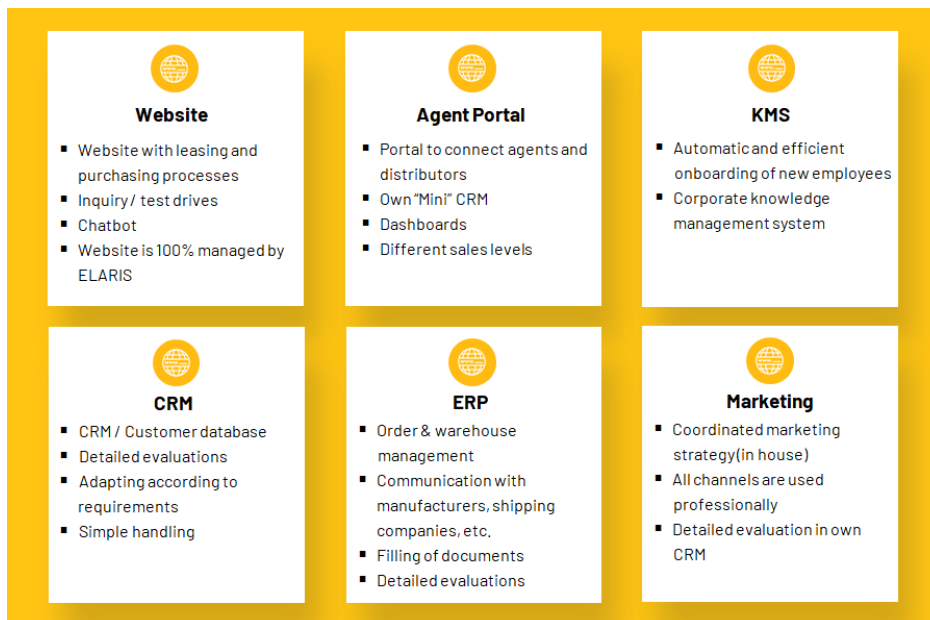 Website
▪ Website with leasing and
purchasing processes
▪ Inquiry / test drives
▪ Chatbot
▪ Website is 100% managed by
ELARIS
Agent Portal
▪ Portal to connect agents and
distributors
▪ Own “Mini” CRM
▪ Dashboards
▪ Different sales levels
KMS
▪ Automatic and efficient
onboarding of new employees
▪ Corporate knowledge
management system
CRM
▪ CRM / Customer database
▪ Detailed evaluations
▪ Adapting according to
requirements
▪ Simple handling
ERP
▪ Order & warehouse
management
▪ Communication with
manufacturers, shipping
companies, etc.
▪ Filling of documents
▪ Detailed evaluations
Marketing
▪ Coordinated marketing
strategy (in house)
▪ All channels are used
professionally
▪ Detailed evaluation in own
CRM